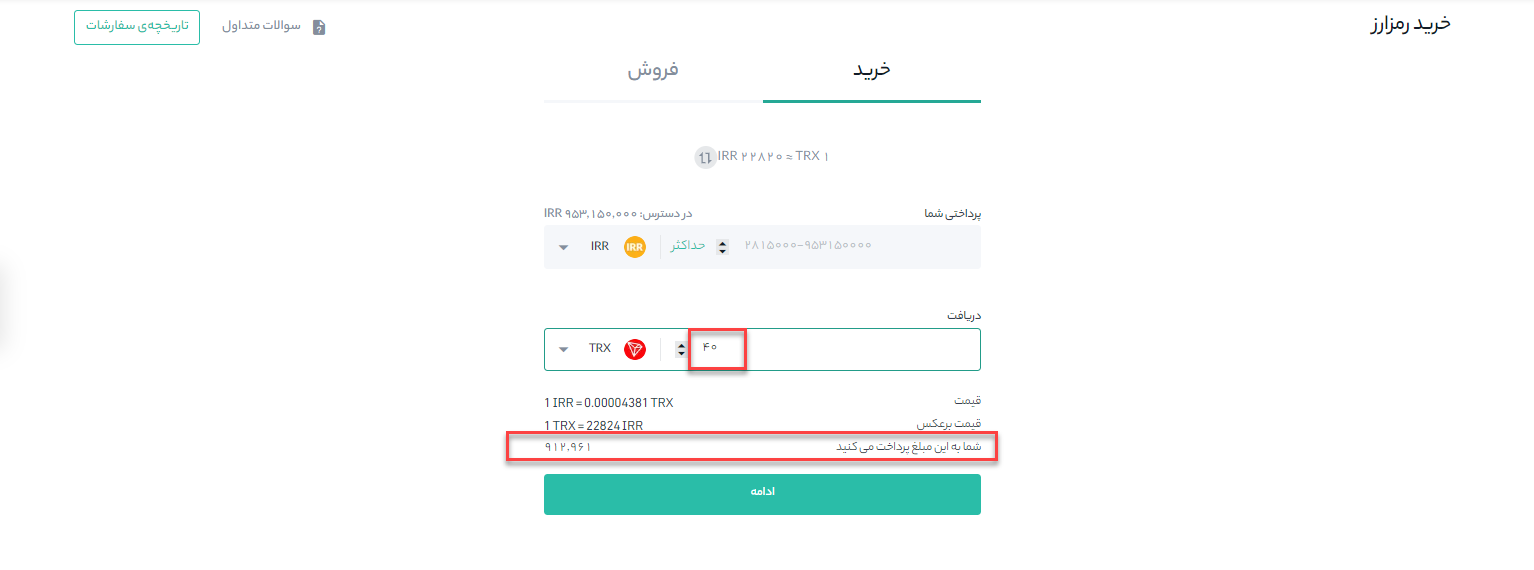 خرید رمزارز
سوالات متداول
تاریخچه‌ی سفارشات
خرید
فروش
IRR ۲۲۸۲۰ ≈ TRX ۱
پرداختی شما
در دسترس: ۹۵۳,۱۵۰,۰۰۰ IRR
۲۸۱۵۰۰۰-۹۵۳۱۵۰۰۰۰
حداکثر
IRR
IRR
دریافت
۴۰
TRX
قیمت
1 IRR = 0.00004381 TRX
قیمت برعکس
1 TRX = 22824 IRR
شما به این مبلغ پرداخت می کنید
۹۱۲,۹۶۱
ادامه